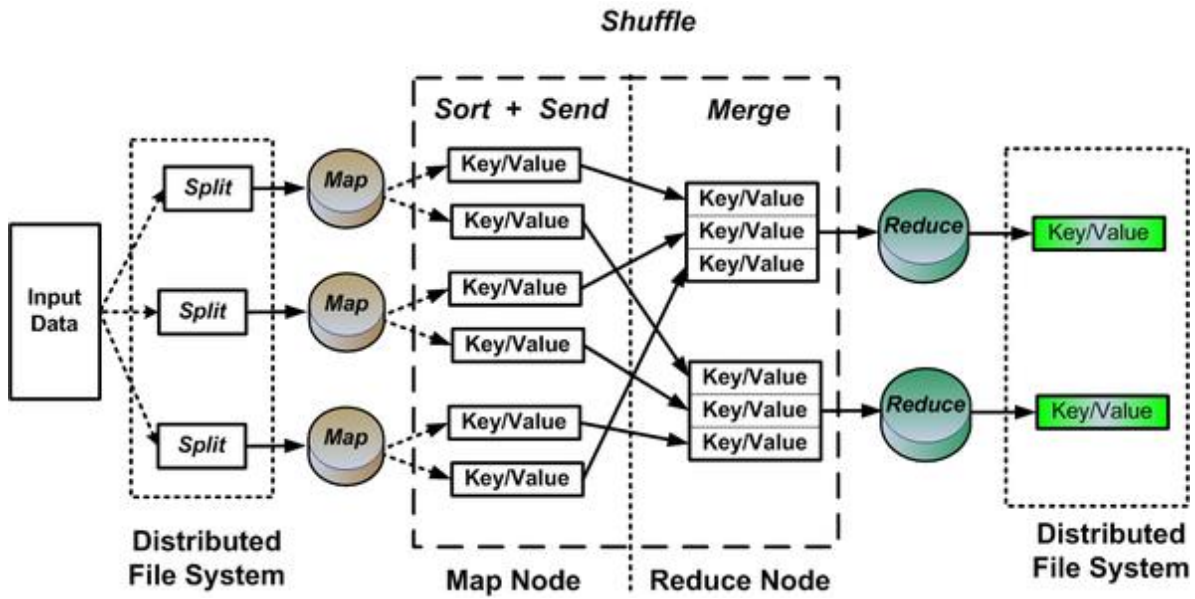 Shuffle
Sort + Send
Merge
Input
Data
Split
Split
Split
Map
Map
Map
Key/Value
Key/Value
Key/Value
Key/Value
Key/Value
Key/Value
Key/Value
Key/Value
Key/Value
Key/Value
Key/Value
Key/Value
Reduce
Reduce
Key/Value
Key/Value
Distributed
File System
Map Node
Reduce Node
Distributed
File System